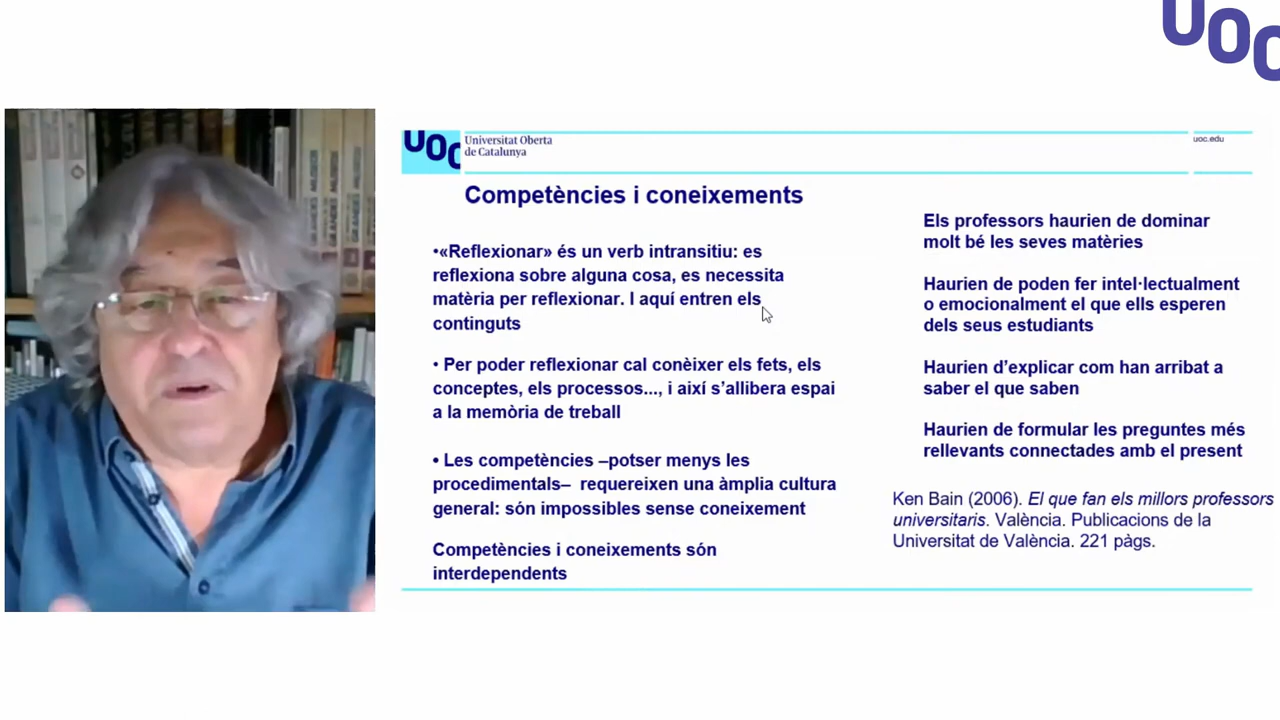 UOC
UOC
Universitat Oberta
de Catalunya
uoc.edu
Competències i coneixements
•«Reflexionar» és un verb intransitiu: es
reflexiona sobre alguna cosa, es necessita
matèria per reflexionar. I aquí entren els
continguts
• Per poder reflexionar cal conèixer els fets, els
conceptes, els processos..., i així s’allibera espai
a la memòria de treball
• Les competències –potser menys les
procedimentals– requereixen una àmplia cultura
general: són impossibles sense coneixement
Competències i coneixements són
interdependents
Els professors haurien de dominar
molt bé les seves matèries
Haurien de poden fer intel·lectualment
o emocionalment el que ells esperen
dels seus estudiants
Haurien d’explicar com han arribat a
saber el que saben
Haurien de formular les preguntes més
rellevants connectades amb el present
Ken Bain (2006). El que fan els millors professors
universitaris. València. Publicacions de la
Universitat de València. 221 pàgs.